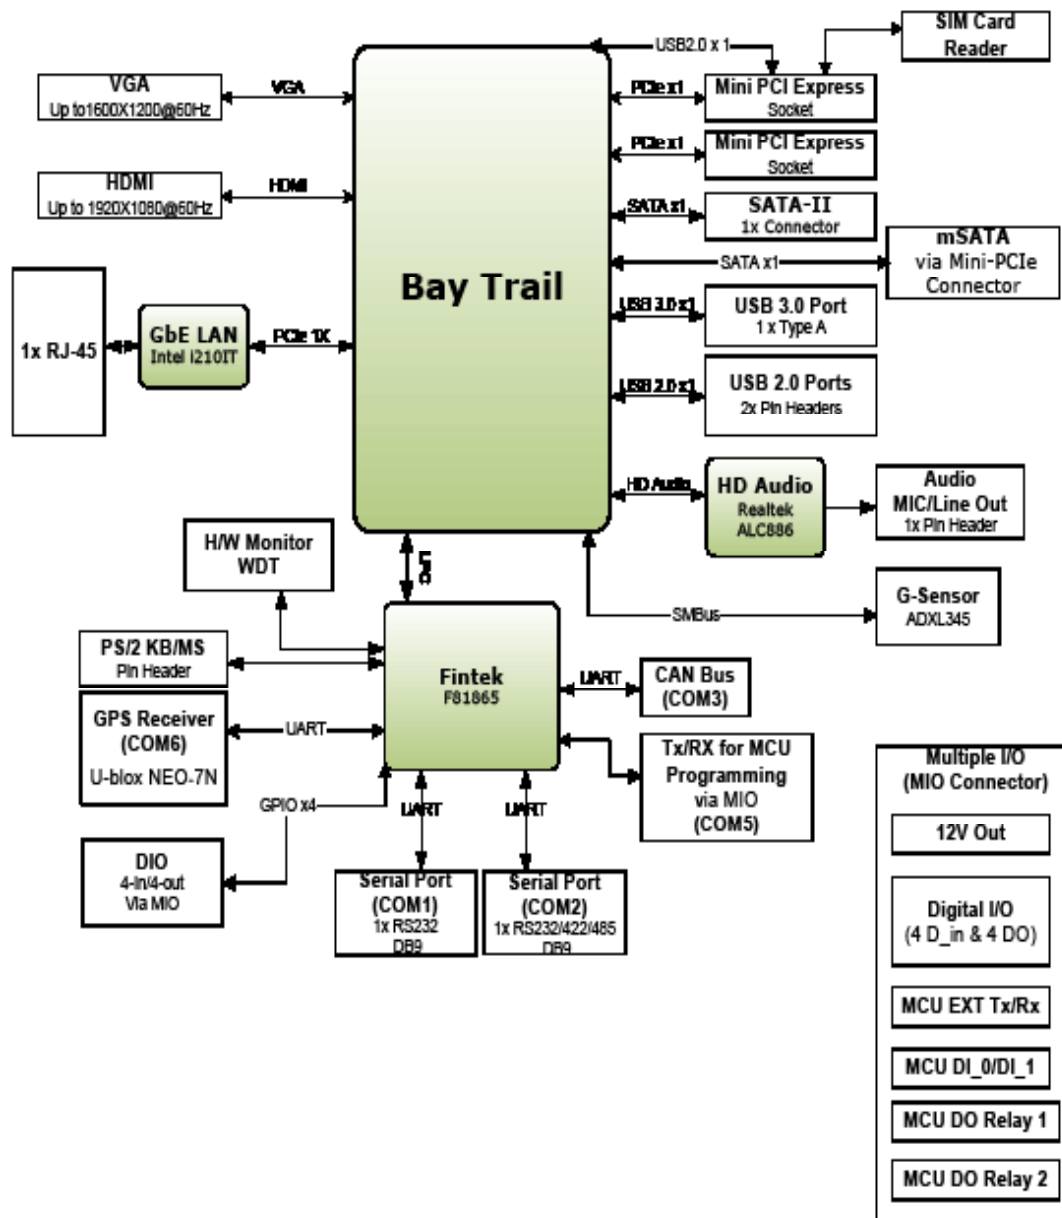 SIM Card
Reader
USB2.0 x 1
VGA
Up to1600X1200@60Hz
VGA
PCIe x1
Mini PCI Express
Socket
PCIe x1
Mini PCI Express
Socket
HDMI
Up to 1920X1080@60Hz
HDMI
SATA x1
SATA-II
1x Connector
mSATA
via Mini-PCIe
Connector
SATA x1
Bay Trail
USB 3.0 x1
USB 3.0 Port
1 x Type A
1x RJ-45
GbE LAN
Intel i210IT
PCIe 1X
USB 2.0 x1
USB 2.0 Ports
2x Pin Headers
HD Audio
HD Audio
Realtek
ALC886
Audio
MIC/Line Out
1x Pin Header
H/W Monitor
WDT
LPC
G-Sensor
ADXL345
SMBus
PS/2 KB/MS
Pin Header
Fintek
F81865
UART
CAN Bus
(COM3)
GPS Receiver
(COM6)
U-blox NEO-7N
UART
Tx/RX for MCU
Programming
via MIO
(COM5)
GPIO x4
UART
UART
DIO
4-in/4-out
Via MIO
Serial Port
(COM1)
1x RS232
DB9
Serial Port
(COM2)
1x RS232/422/485
DB9
Multiple I/O
(MIO Connector)
12V Out
Digital I/O
(4 D_in & 4 DO)
MCU EXT Tx/Rx
MCU DI_0/DI_1
MCU DO Relay 1
MCU DO Relay 2